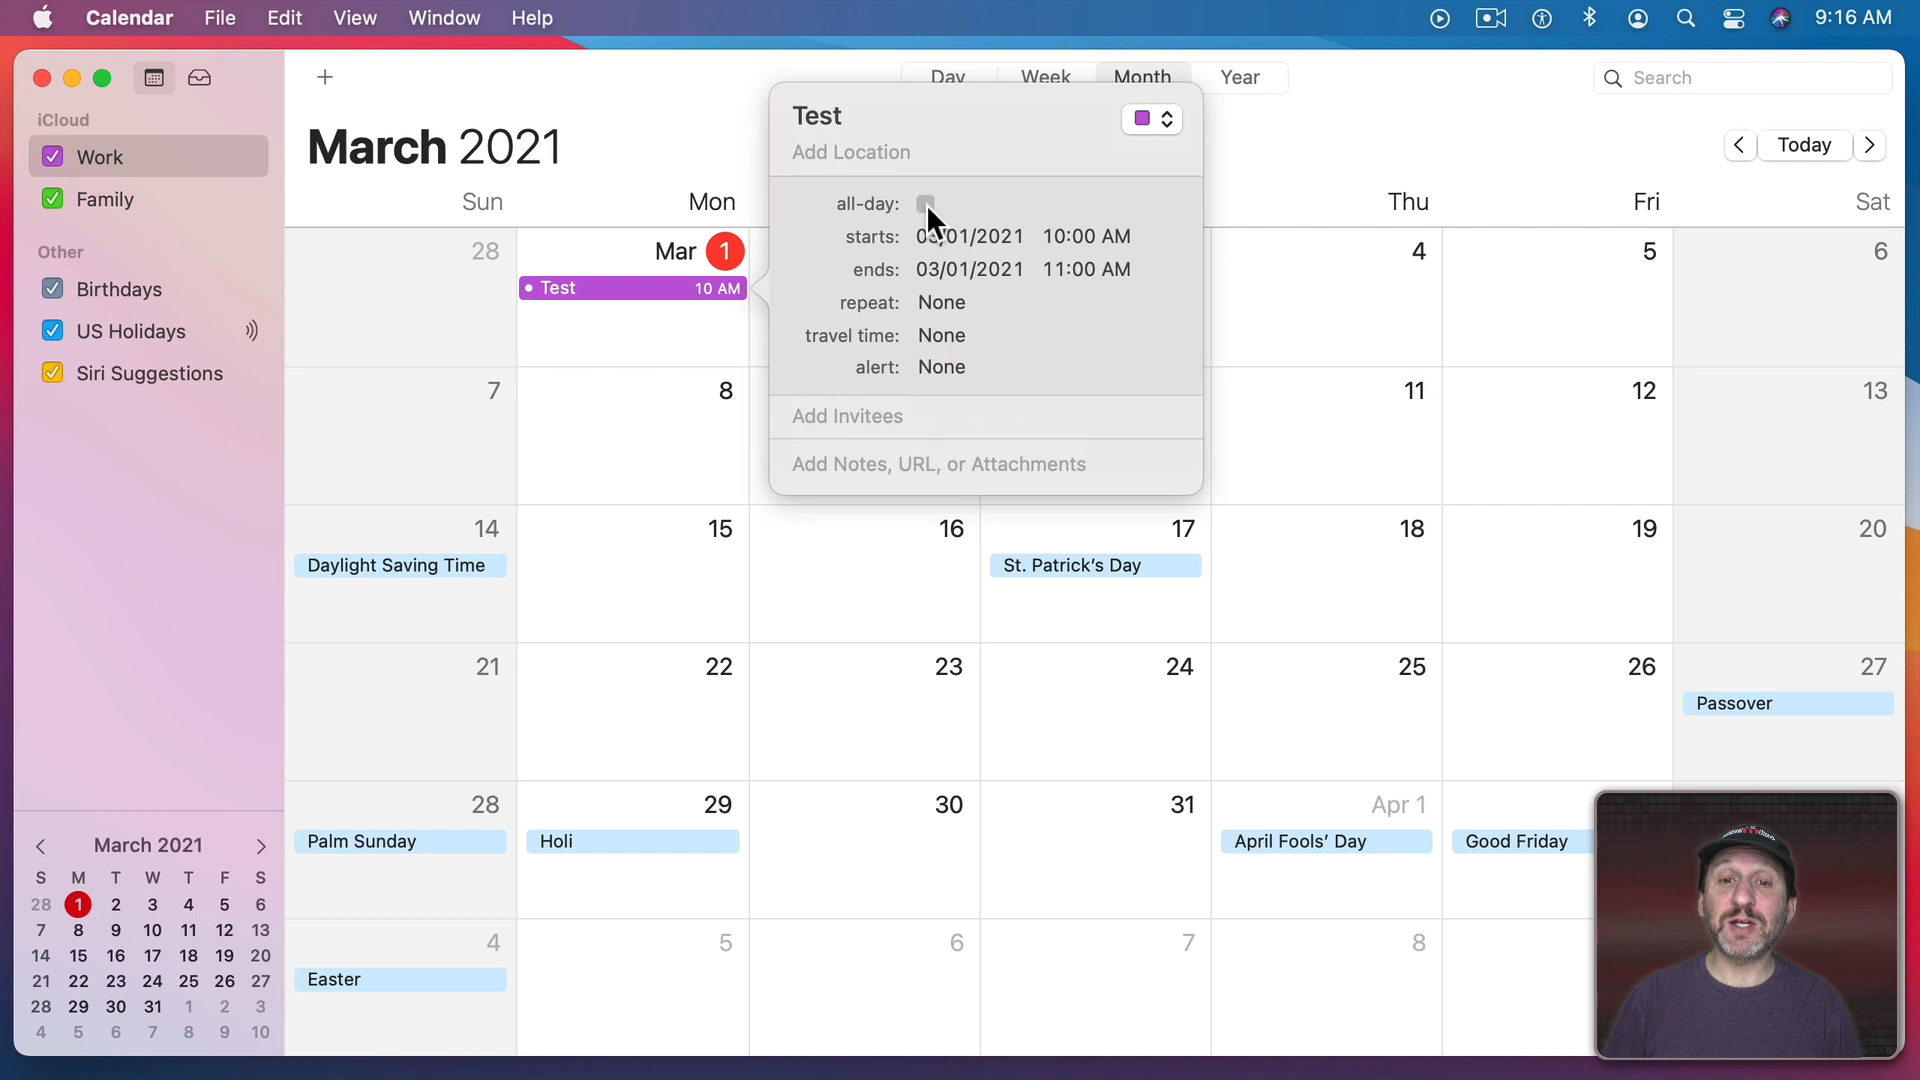 Calendar File Edit View Window Help 9:16 AM
Day Week Month Year
Search
iCloud
Work
Family
Other
Birthdays
US Holidays
Siri Suggestions
March 2021
Today
Sun Mon Thu Fri Sat
Test
Add Location
all-day:
starts: 03/01/2021 10:00 AM
ends: 03/01/2021 11:00 AM
repeat: None
travel time: None
alert: None
Add Invitees
Add Notes, URL, or Attachments
28 Mar 1 4 5 6
Test 10 AM
7 8 11 12 13
14 15 16 17 18 19 20
Daylight Saving Time St. Patrick's Day
21 22 23 24 25 26 27
Passover
28 29 30 31 Apr 1
Palm Sunday Holi April Fools' Day Good Friday
4 5 6 7 8
Easter
March 2021
S M T W T F S
28 1 2 3 4 5 6
7 8 9 10 11 12 13
14 15 16 17 18 19 20
21 22 23 24 25 26 27
28 29 30 31 1 2 3
4 5 6 7 8 9 10